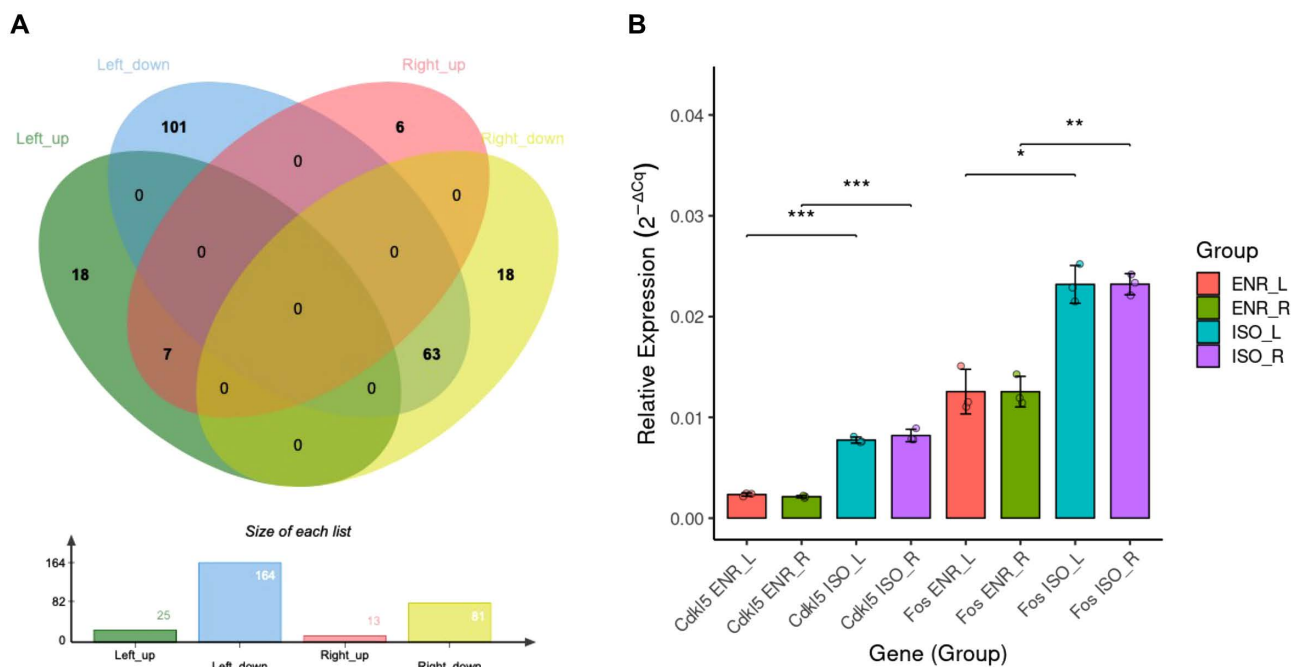 A
Left_down
Right_up
Left_up
Right_down
101
6
0
0
0
0
0
18
18
0
7
63
0
0
0
Size of each list
164
82
0
25
164
13
81
Left_up
Left_down
Right_up
Right_down
B
Relative Expression (2^−ΔCq)
0.04
0.03
0.02
0.01
0.00
***
***
*
**
Cdkl5 ENR_L
Cdkl5 ENR_R
Cdkl5 ISO_L
Cdkl5 ISO_R
Fos ENR_L
Fos ENR_R
Fos ISO_L
Fos ISO_R
Gene (Group)
Group
ENR_L
ENR_R
ISO_L
ISO_R